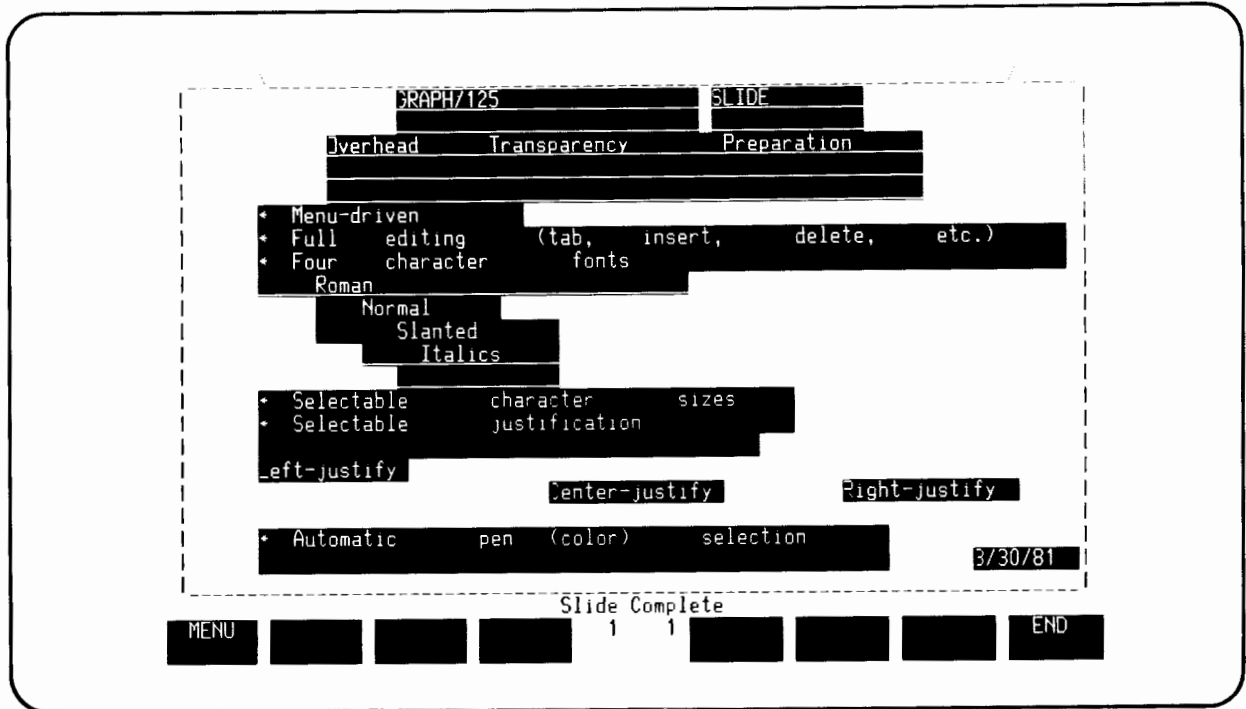 GRAPH/125 SLIDE
Overhead Transparency Preparation
* Menu-driven
* Full editing (tab, insert, delete, etc.)
* Four character fonts
Roman
Normal
Slanted
Italics
* Selectable character sizes
* Selectable justification
Left-justify
Center-justify Right-justify
* Automatic pen (color) selection
3/30/81
Slide Complete
MENU 1 1 END